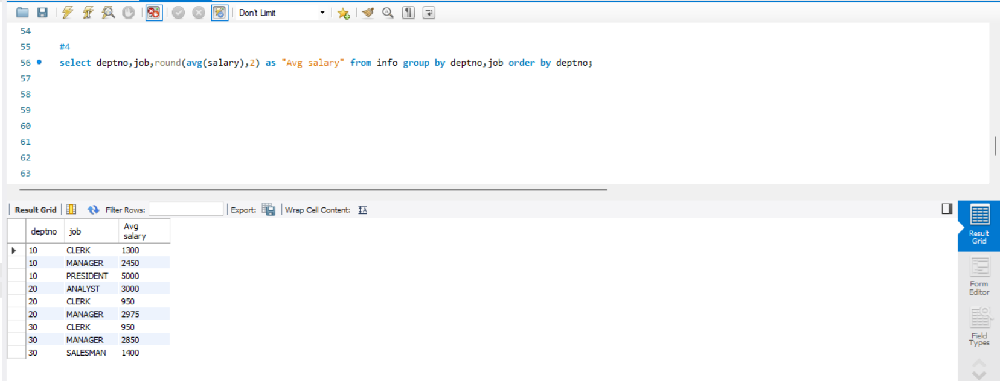 Don't Limit
54
55 #4
56 select deptno,job,round(avg(salary),2) as "Avg salary" from info group by deptno,job order by deptno;
57
58
59
60
61
62
63
Result Grid Filter Rows: Export: Wrap Cell Content:
Result
Grid
deptno job Avg
salary
10 CLERK 1300
10 MANAGER 2450
10 PRESIDENT 5000
20 ANALYST 3000
20 CLERK 950
20 MANAGER 2975
30 CLERK 950
30 MANAGER 2850
30 SALESMAN 1400
Form
Editor
Field
Types